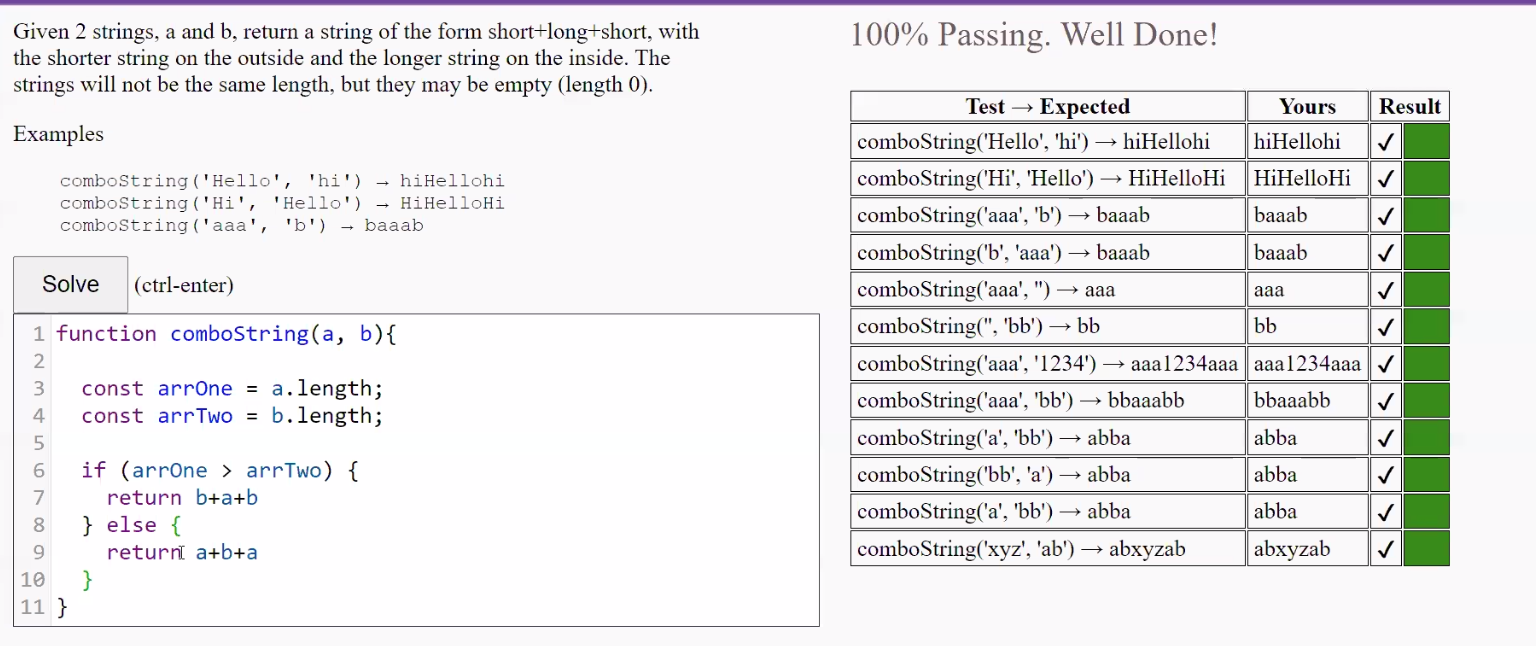 Given 2 strings, a and b, return a string of the form short+long+short, with
the shorter string on the outside and the longer string on the inside. The
strings will not be the same length, but they may be empty (length 0).
Examples
comboString('Hello', 'hi') → hiHellohi
comboString('Hi', 'Hello') → HiHelloHi
comboString('aaa', 'b') → baaab
Solve (ctrl-enter)
1 function comboString(a, b){
2
3 const arrOne = a.length;
4 const arrTwo = b.length;
5
6 if (arrOne > arrTwo) {
7 return b+a+b
8 } else {
9 return a+b+a
10 }
11 }
100% Passing. Well Done!
Test → Expected Yours Result
comboString('Hello', 'hi') → hiHellohi hiHellohi ✓
comboString('Hi', 'Hello') → HiHelloHi HiHelloHi ✓
comboString('aaa', 'b') → baaab baaab ✓
comboString('b', 'aaa') → baaab baaab ✓
comboString('aaa', '') → aaa aaa ✓
comboString('', 'bb') → bb bb ✓
comboString('aaa', '1234') → aaa1234aaa aaa1234aaa ✓
comboString('aaa', 'bb') → bbaaabb bbaaabb ✓
comboString('a', 'bb') → abba abba ✓
comboString('bb', 'a') → abba abba ✓
comboString('a', 'bb') → abba abba ✓
comboString('xyz', 'ab') → abxyzab abxyzab ✓